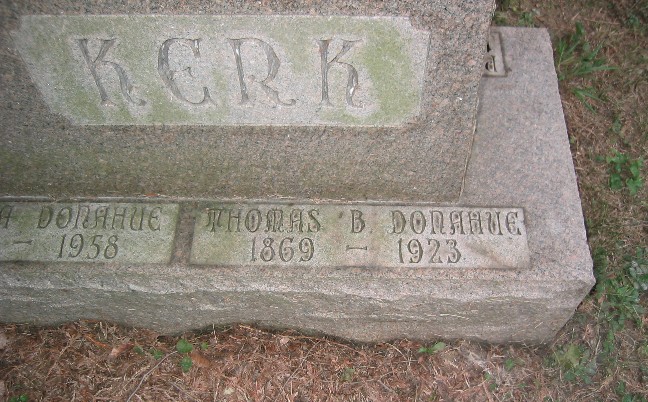 KERK
DONAHUE
– 1958
THOMAS B. DONAHUE
1869 – 1923